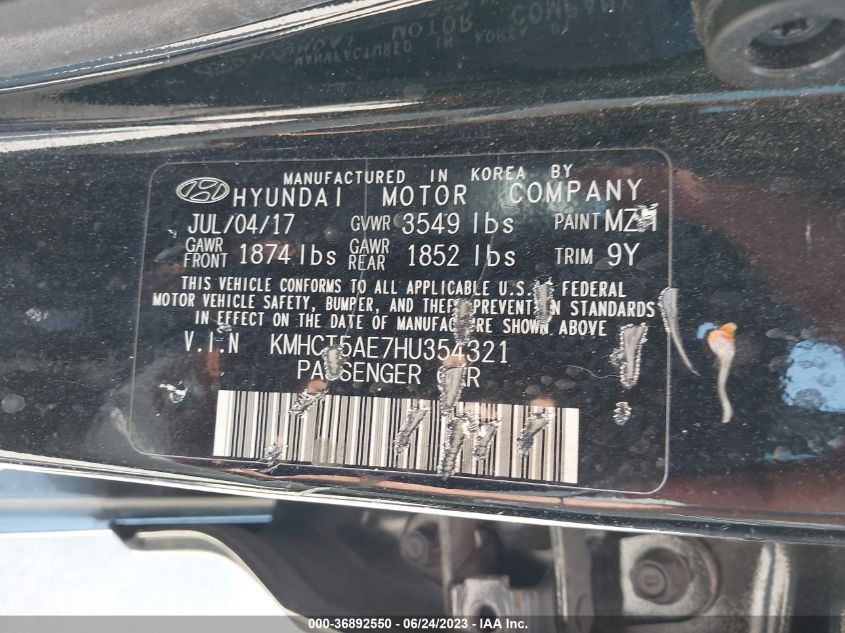 MANUFACTURED IN KOREA BY
HYUNDAI MOTOR COMPANY
JUL/04/17 GVWR 3549 lbs PAINT
GAWR FRONT 1874 lbs GAWR REAR 1852 lbs TRIM 9Y
THIS VEHICLE CONFORMS TO ALL APPLICABLE U.S. FEDERAL
MOTOR VEHICLE SAFETY, BUMPER, AND THEFT PREVENTION STANDARDS
IN EFFECT ON THE DATE OF MANUFACTURE SHOWN ABOVE
V.I.N KMHCT5AE7HU354321
PASSENGER CAR
000-36892550 - 06/24/2023 - © IAA Inc.